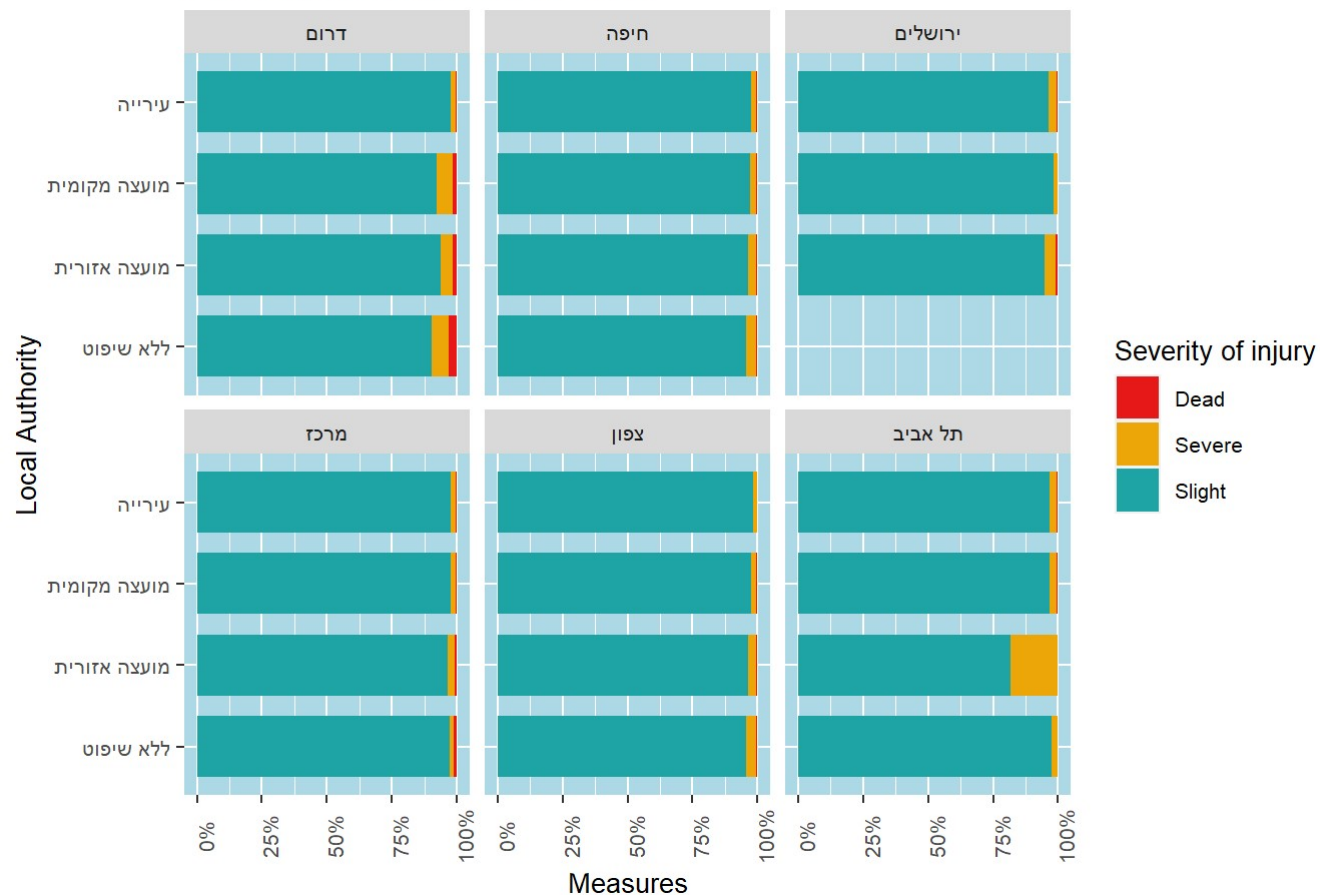 דרום
חיפה
ירושלים
עירייה
מועצה מקומית
מועצה אזורית
ללא שיפוט
מרכז
צפון
תל אביב
עירייה
מועצה מקומית
מועצה אזורית
ללא שיפוט
0% 25% 50% 75% 100%
0% 25% 50% 75% 100%
0% 25% 50% 75% 100%
Local Authority
Measures
Severity of injury
Dead
Severe
Slight